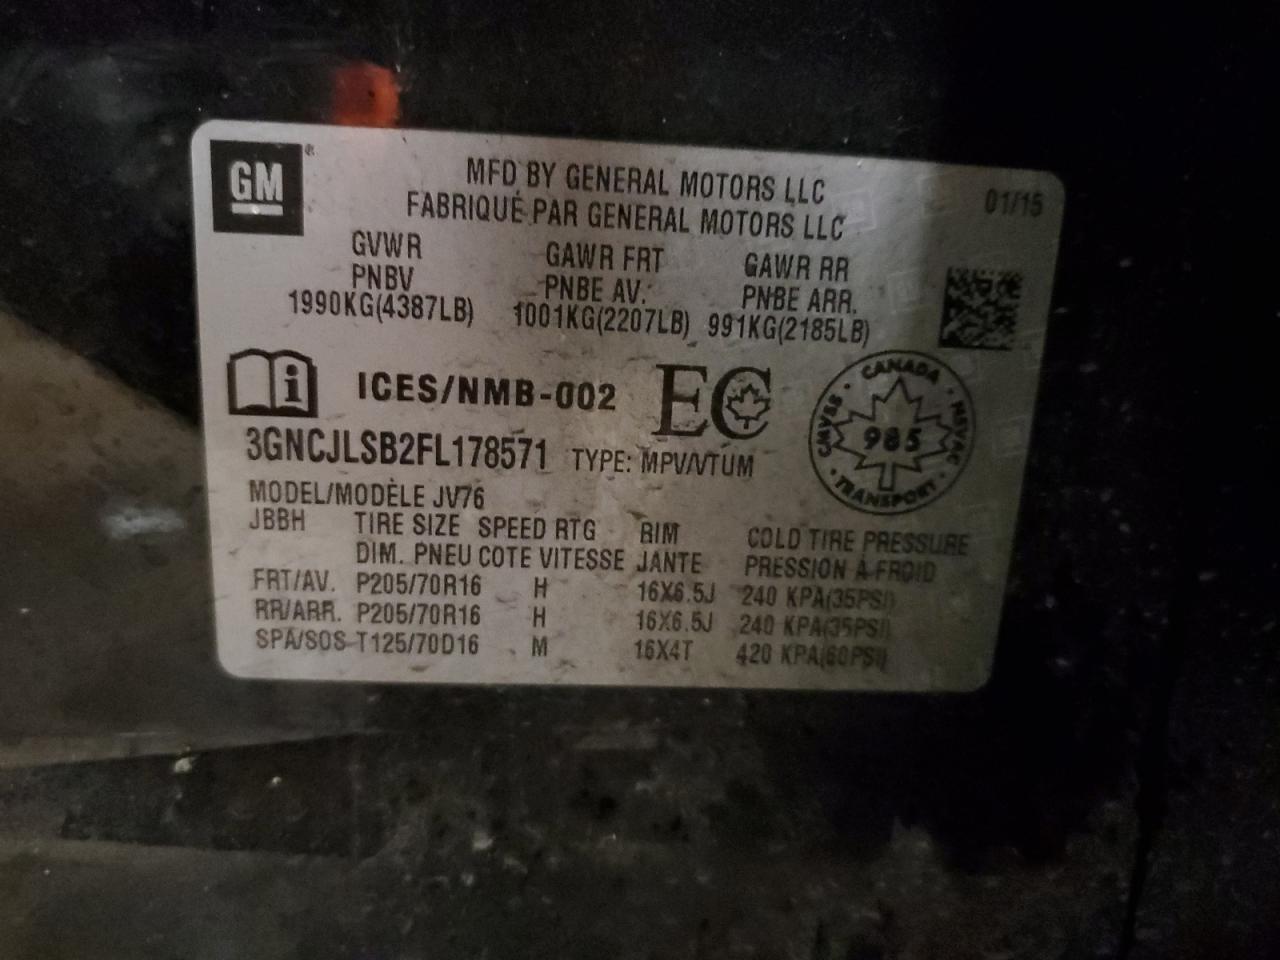 GM
MFD BY GENERAL MOTORS LLC
01/15
FABRIQUÉ PAR GENERAL MOTORS LLC
GVWR GAWR FRT GAWR RR
PNBV PNBE AV. PNBE ARR.
1990KG(4387LB) 1001KG(2207LB) 991KG(2185LB)
i ICES/NMB-002 EC
CANADA CMVSS 985 NSVAC TRANSPORT
3GNCJLSB2FL178571 TYPE: MPV/VTUM
MODEL/MODÈLE JV76
JBBH TIRE SIZE SPEED RTG RIM COLD TIRE PRESSURE
DIM. PNEU COTE VITESSE JANTE PRESSION À FROID
FRT/AV. P205/70R16 H 16X6.5J 240 KPA(35PSI)
RR/ARR. P205/70R16 H 16X6.5J 240 KPA(35PSI)
SPA/SOS T125/70D16 M 16X4T 420 KPA(60PSI)